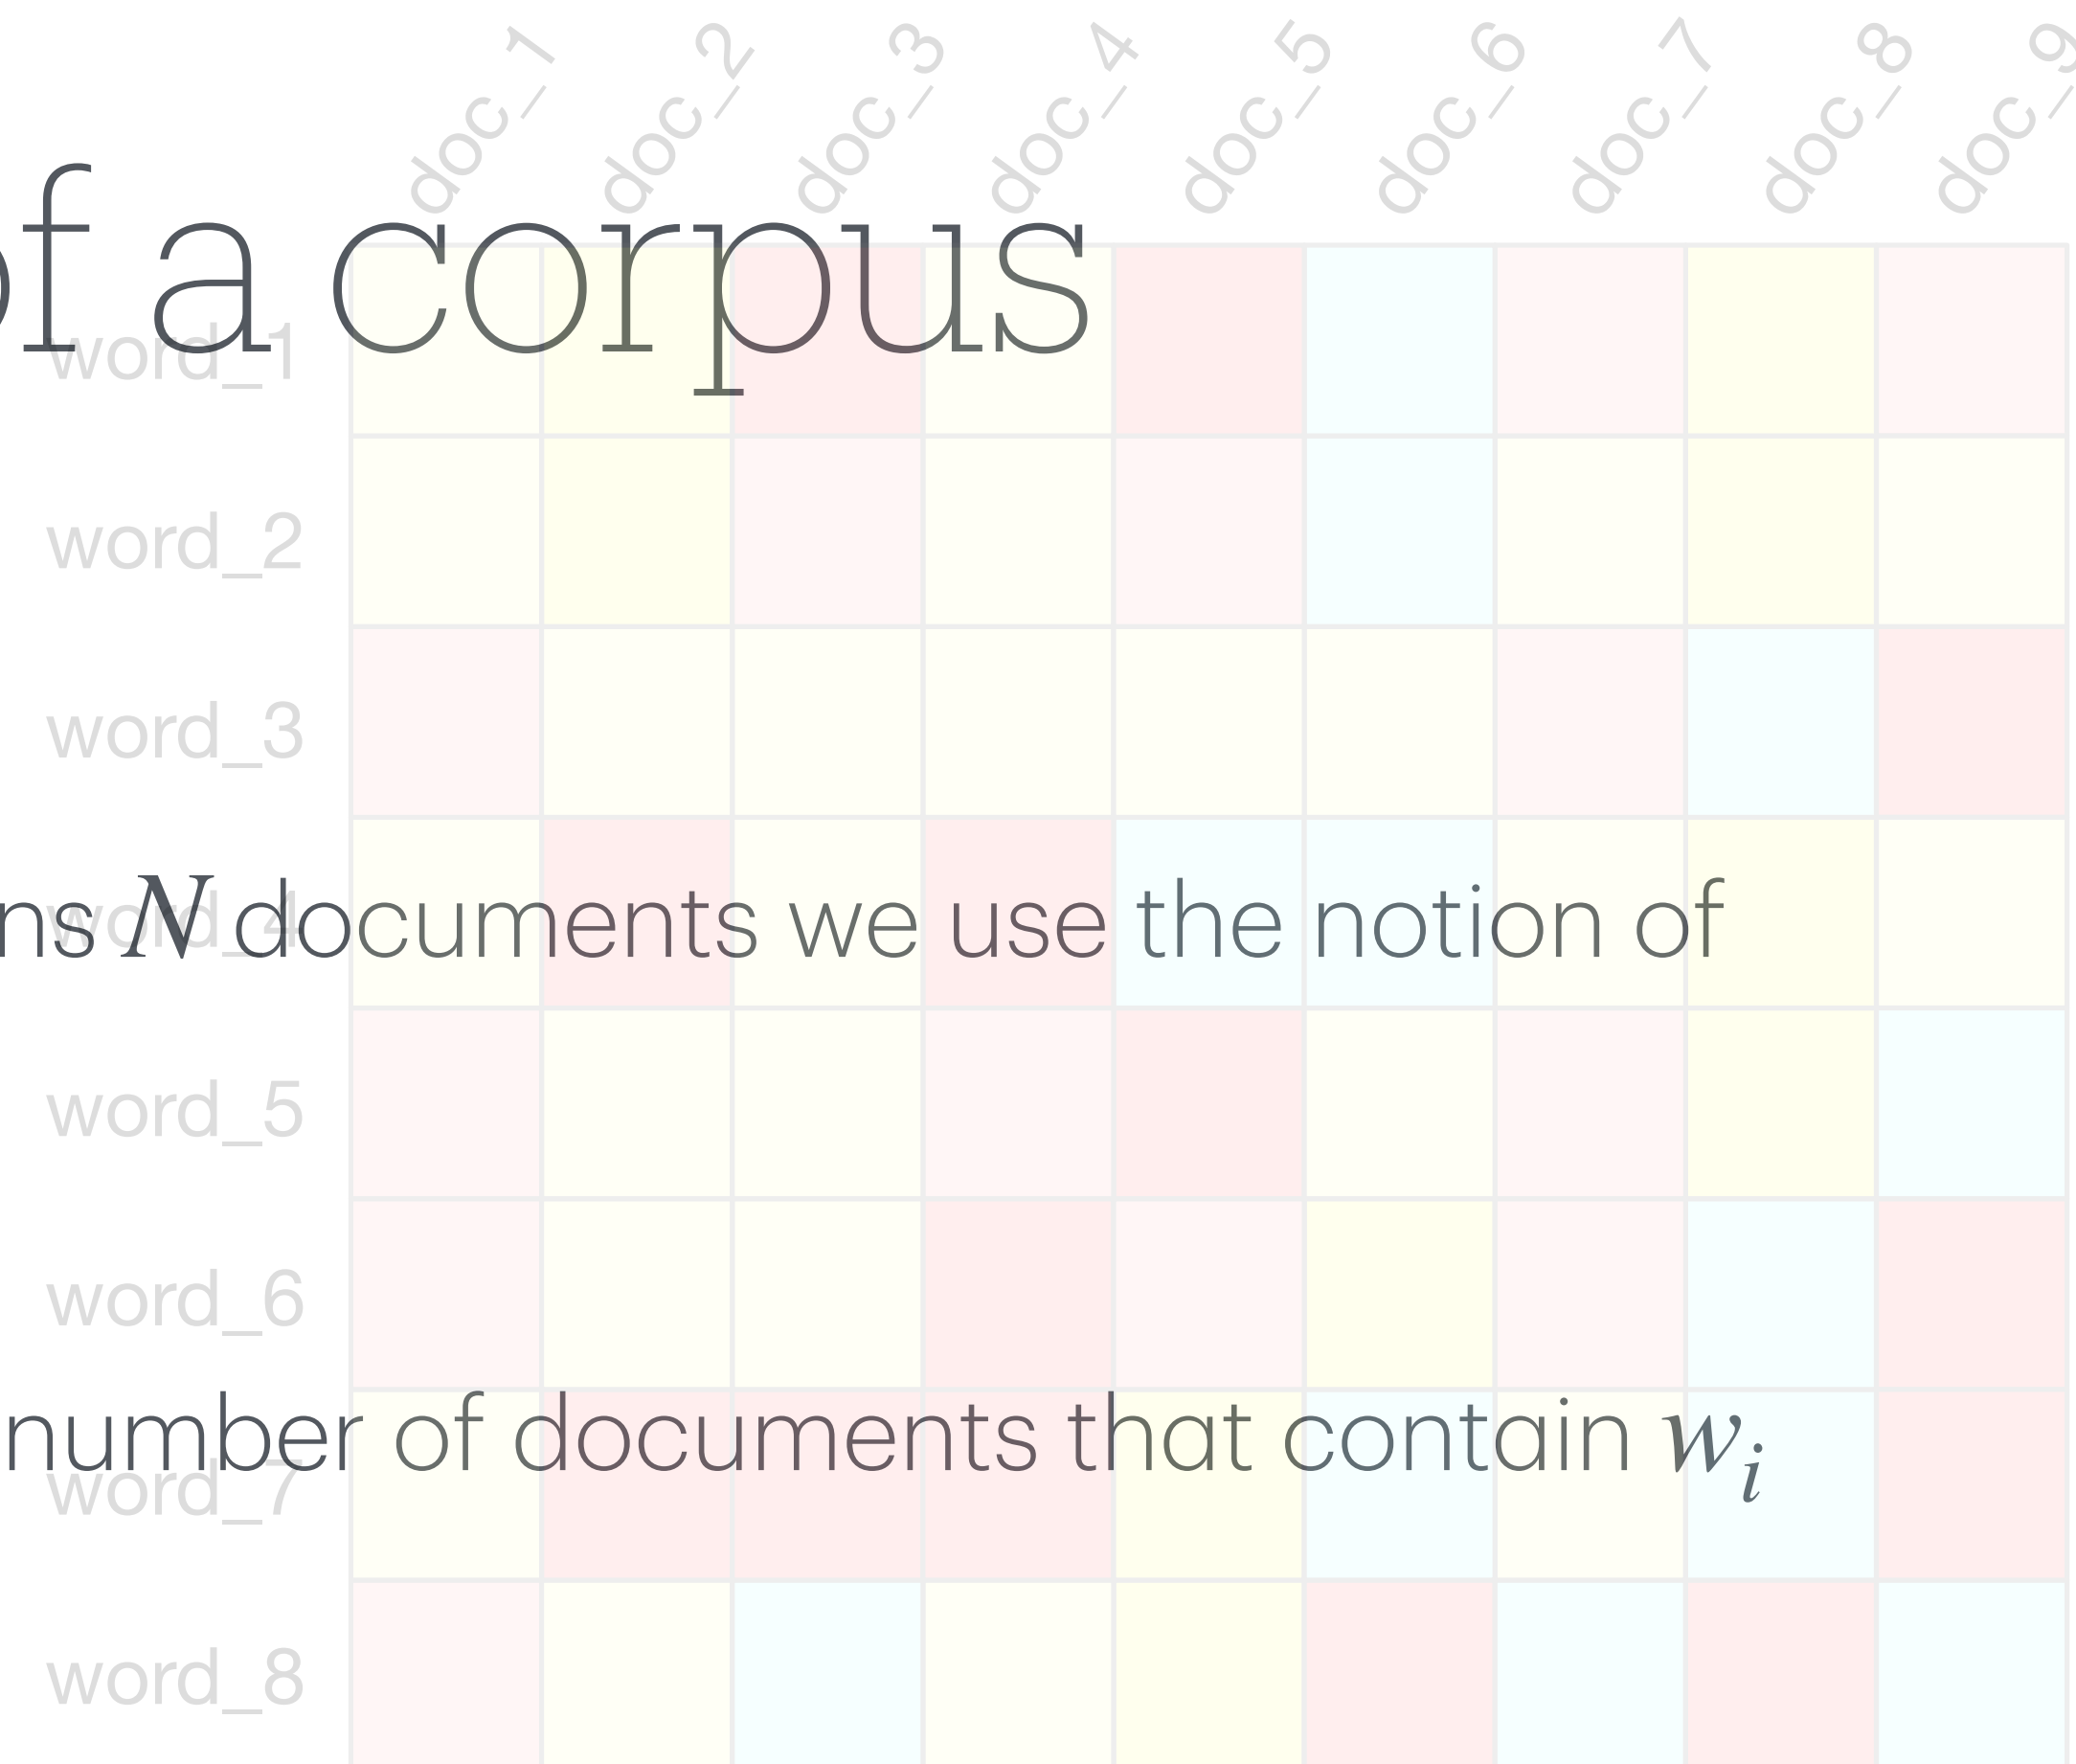 doc_1 doc_2 doc_3 doc_4 doc_5 doc_6 doc_7 doc_8 doc_9
of a corpus
word_1
word_2
word_3
ns N documents we use the notion of
word_4
word_5
word_6
number of documents that contain w_i
word_7
word_8